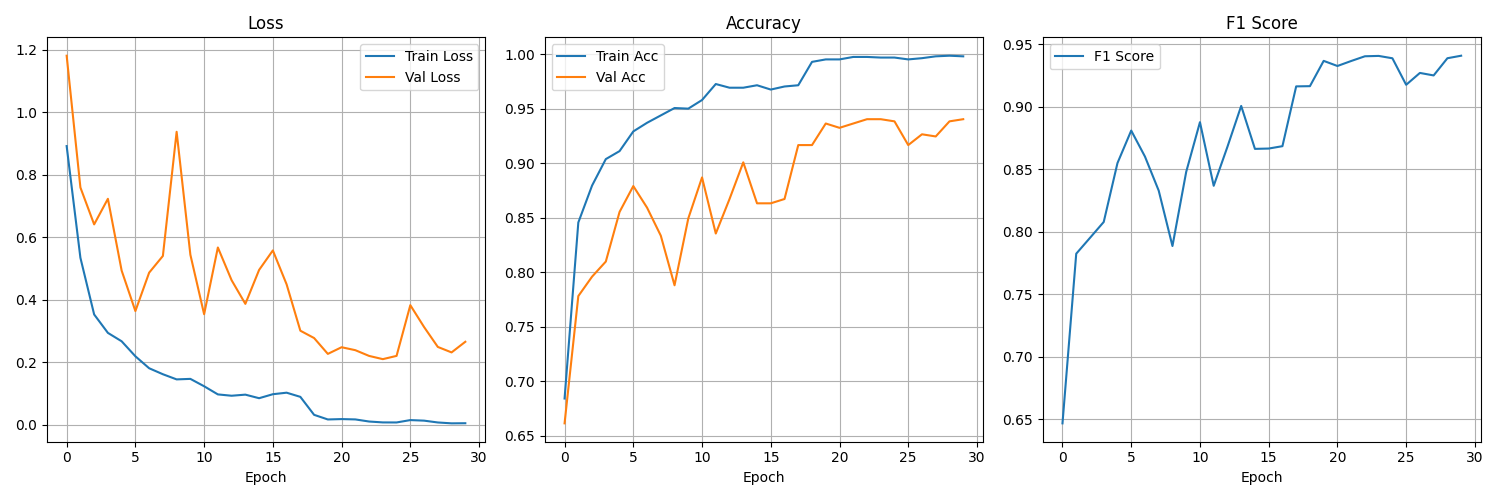 Loss
1.2
1.0
0.8
0.6
0.4
0.2
0.0
Train Loss
Val Loss
0 5 10 15 20 25 30
Epoch
Accuracy
1.00
0.95
0.90
0.85
0.80
0.75
0.70
0.65
Train Acc
Val Acc
0 5 10 15 20 25 30
Epoch
F1 Score
0.95
0.90
0.85
0.80
0.75
0.70
0.65
F1 Score
0 5 10 15 20 25 30
Epoch